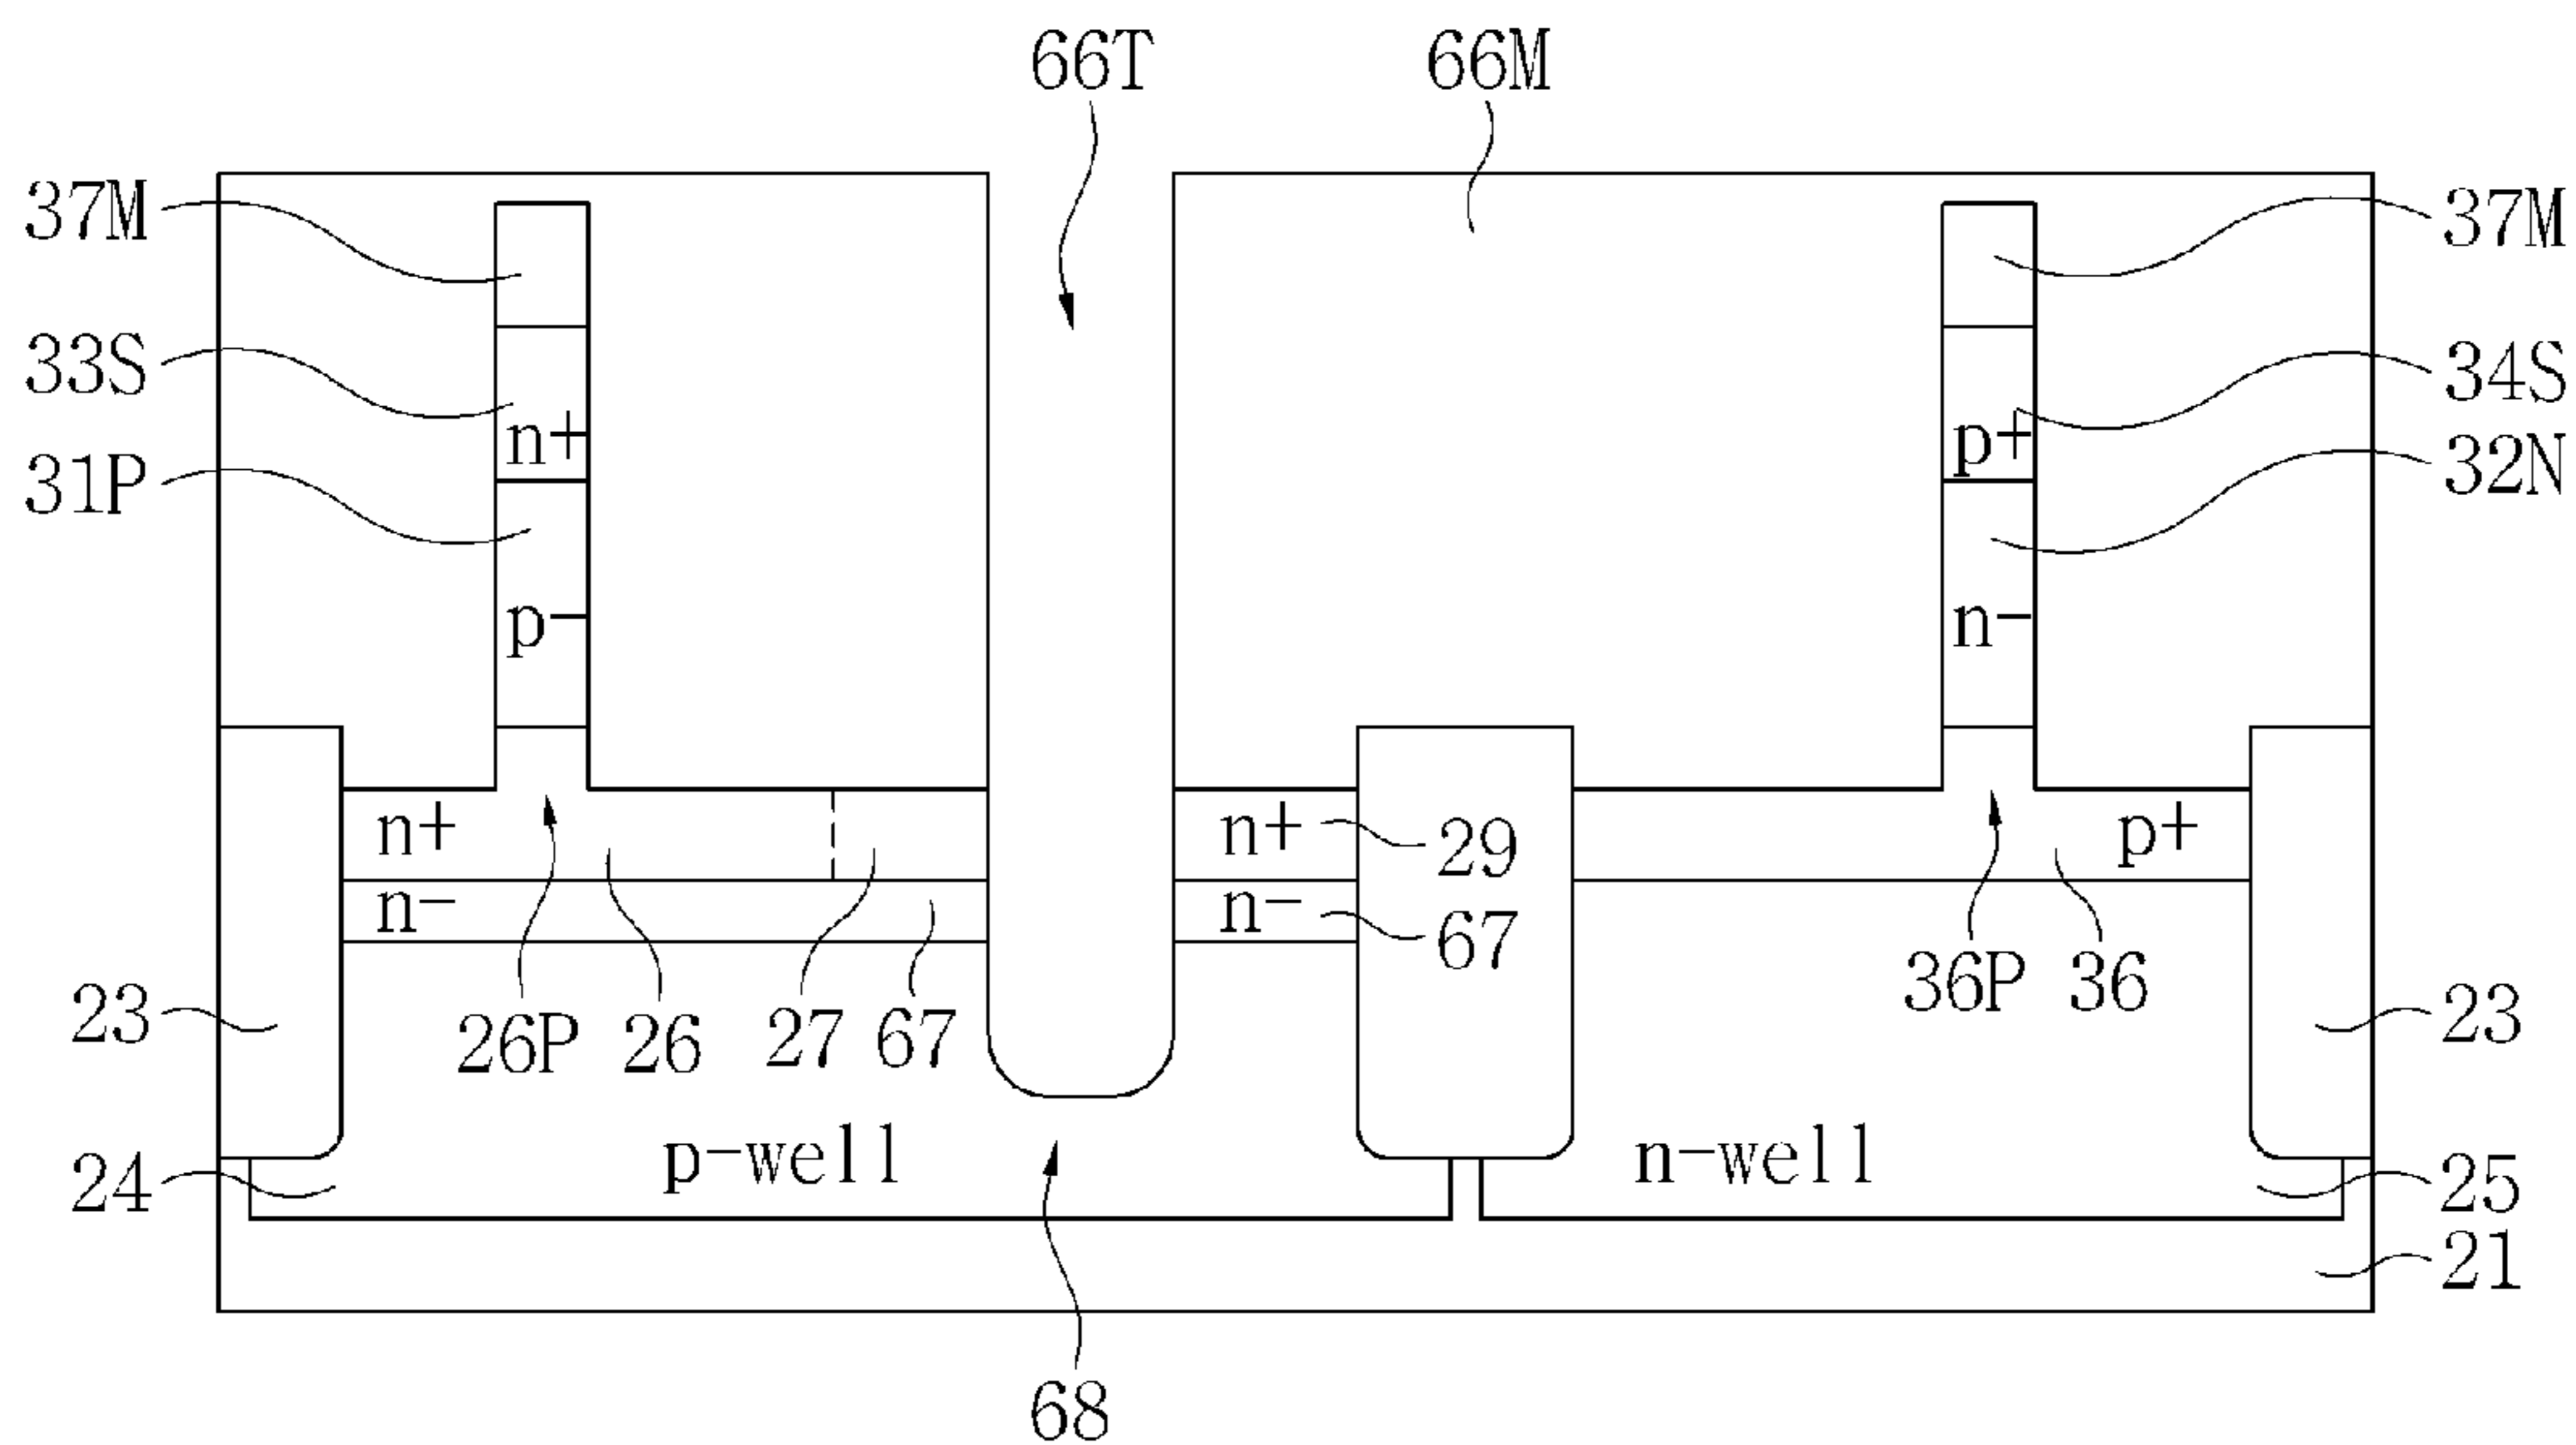 66T 66M
37M 37M
33S 34S
n+ p+
31P 32N
p- n-
n+ n+ 29 p+
n- n- 67
23 26P 26 27 67 36P 36 23
24 p-well n-well 25
21
68